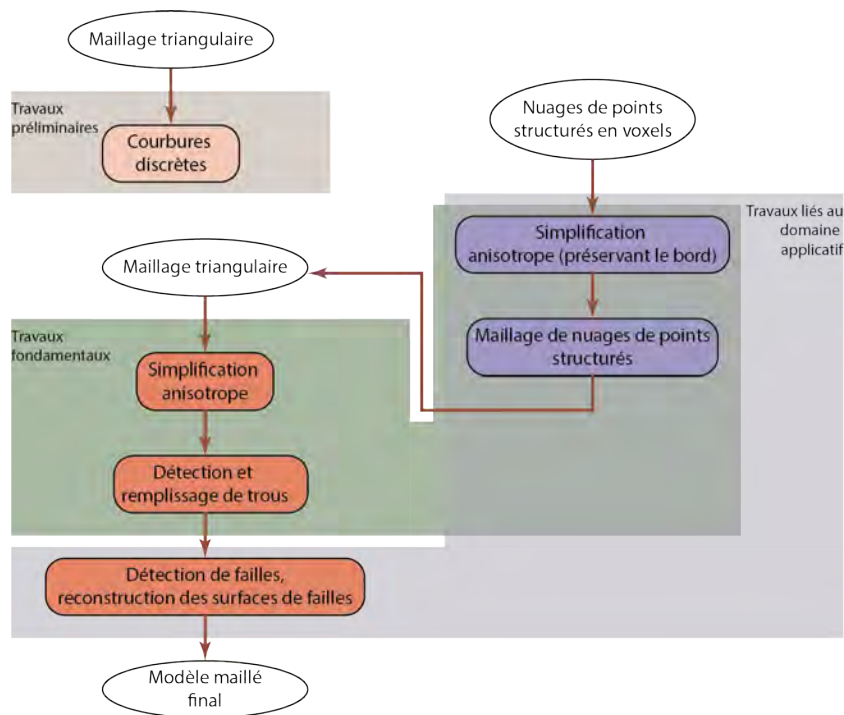 Maillage triangulaire
Travaux
préliminaires
Courbures
discrètes
Nuages de points
structurés en voxels
Travaux liés au
domaine
applicatif
Simplification
anisotrope (préservant le bord)
Maillage de nuages de points
structurés
Maillage triangulaire
Travaux
fondamentaux
Simplification
anisotrope
Détection et
remplissage de trous
Détection de failles,
reconstruction des surfaces de failles
Modèle maillé
final